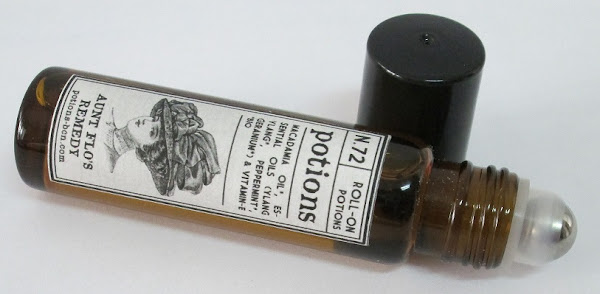 N.72
ROLL-ON
POTIONS
potions
MACADAMIA OIL*, ES-
SENTIAL OILS (YLANG
YLANG*, PEPPERMINT*,
GERANIUM*) & VITAMIN-E
*BIO
AUNT FLO'S
REMEDY
potions-bcn.com